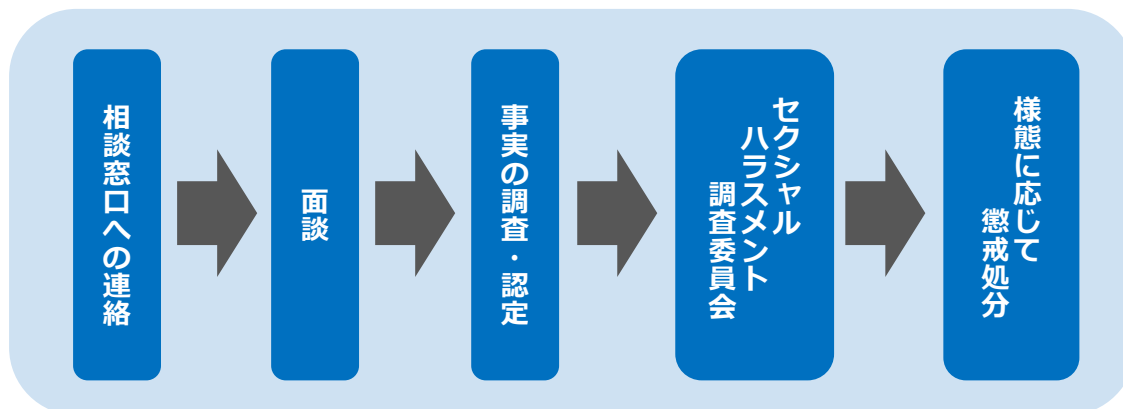 相談窓口への連絡
面談
事実の調査・認定
セクシャル
ハラスメント
調査委員会
様態に応じて
懲戒処分